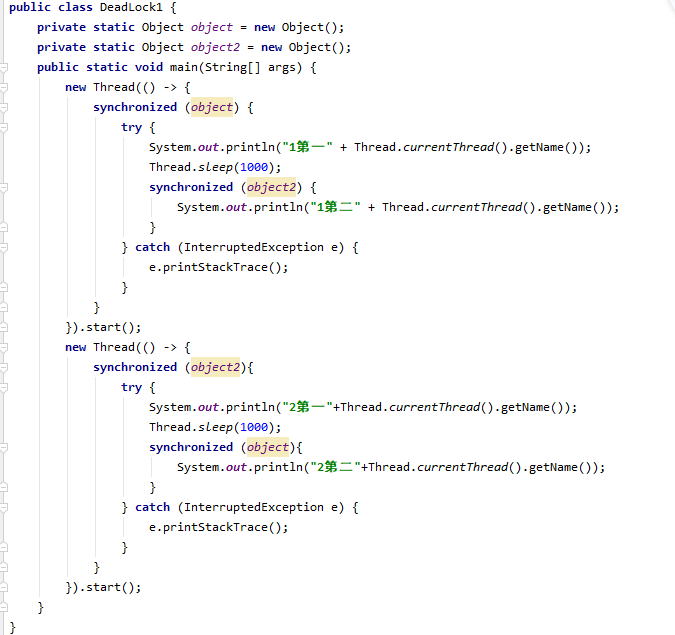 public class DeadLock1 {
    private static Object object = new Object();
    private static Object object2 = new Object();
    public static void main(String[] args) {
        new Thread(() -> {
            synchronized (object) {
                try {
                    System.out.println("1第一" + Thread.currentThread().getName());
                    Thread.sleep(1000);
                    synchronized (object2) {
                        System.out.println("1第二" + Thread.currentThread().getName());
                    }
                } catch (InterruptedException e) {
                    e.printStackTrace();
                }
            }
        }).start();
        new Thread(() -> {
            synchronized (object2){
                try {
                    System.out.println("2第一"+Thread.currentThread().getName());
                    Thread.sleep(1000);
                    synchronized (object){
                        System.out.println("2第二"+Thread.currentThread().getName());
                    }
                } catch (InterruptedException e) {
                    e.printStackTrace();
                }
            }
        }).start();
    }
}